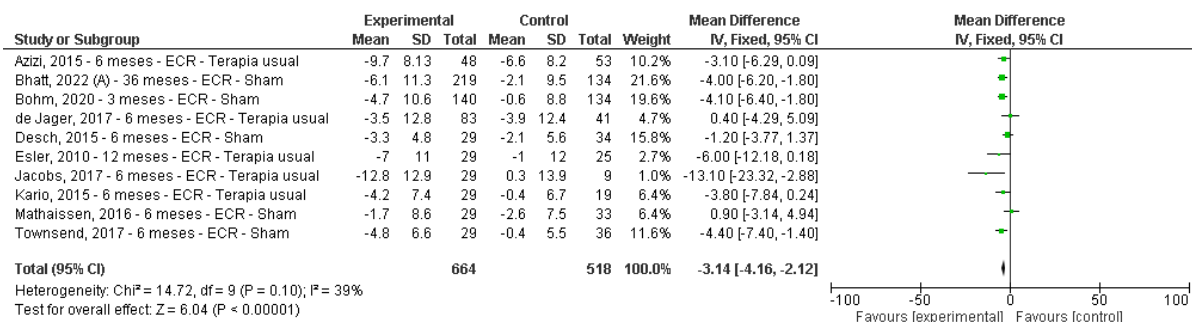 Experimental Control Mean Difference Mean Difference
Study or Subgroup Mean SD Total Mean SD Total Weight IV, Fixed, 95% CI IV, Fixed, 95% CI
Azizi, 2015 - 6 meses - ECR - Terapia usual -9.7 8.13 48 -6.6 8.2 53 10.2% -3.10 [-6.29, 0.09]
Bhatt, 2022 (A) - 36 meses - ECR - Sham -6.1 11.3 219 -2.1 9.5 134 21.5% -4.00 [-6.20, -1.80]
Bohm, 2020 - 3 meses - ECR - Sham -4.7 10.6 140 -0.6 8.8 134 19.6% -4.10 [-6.40, -1.80]
de Jager, 2017 - 6 meses - ECR - Terapia usual -3.5 12.8 83 -3.9 12.4 41 4.7% 0.40 [-4.29, 5.09]
Desch, 2015 - 6 meses - ECR - Sham -3.3 4.8 29 -2.1 5.6 34 15.8% -1.20 [-3.77, 1.37]
Esler, 2010 - 12 meses - ECR - Terapia usual -7 11 29 -1 12 25 2.7% -6.00 [-12.18, 0.18]
Jacobs, 2017 - 6 meses - ECR - Terapia usual -12.8 12.9 29 0.3 13.9 9 1.0% -13.10 [-23.32, -2.88]
Kario, 2015 - 6 meses - ECR - Terapia usual -4.2 7.4 29 -0.4 6.7 19 6.4% -3.80 [-7.84, 0.24]
Mathaissen, 2016 - 6 meses - ECR - Sham -1.7 8.6 29 -2.6 7.5 33 6.4% 0.90 [-3.14, 4.94]
Townsend, 2017 - 6 meses - ECR - Sham -4.8 6.6 29 -0.4 5.5 36 11.6% -4.40 [-7.40, -1.40]
Total (95% CI) 664 518 100.0% -3.14 [-4.16, -2.12]
Heterogeneity: Chi² = 14.72, df = 9 (P = 0.10); I² = 39%
Test for overall effect: Z = 6.04 (P < 0.00001)
-100 -50 0 50 100
Favours [experimental] Favours [control]